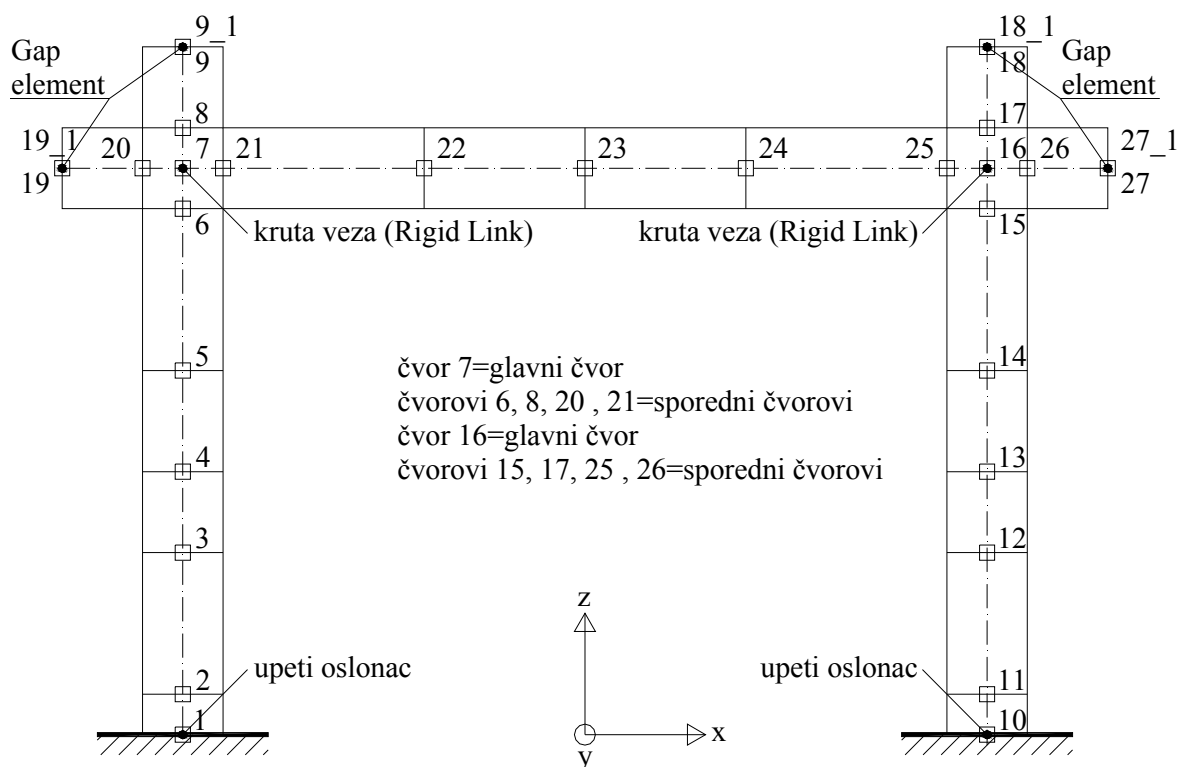 9_1
18_1
Gap
element
9
18
Gap
element
8
17
19_1
20
7
21
22
23
24
25
16
26
27_1
19
27
6
kruta veza (Rigid Link)
kruta veza (Rigid Link)
15
5
14
čvor 7=glavni čvor
čvorovi 6, 8, 20 , 21=sporedni čvorovi
čvor 16=glavni čvor
čvorovi 15, 17, 25 , 26=sporedni čvorovi
4
13
3
12
z
upeti oslonac
upeti oslonac
2
11
1
x
10
y